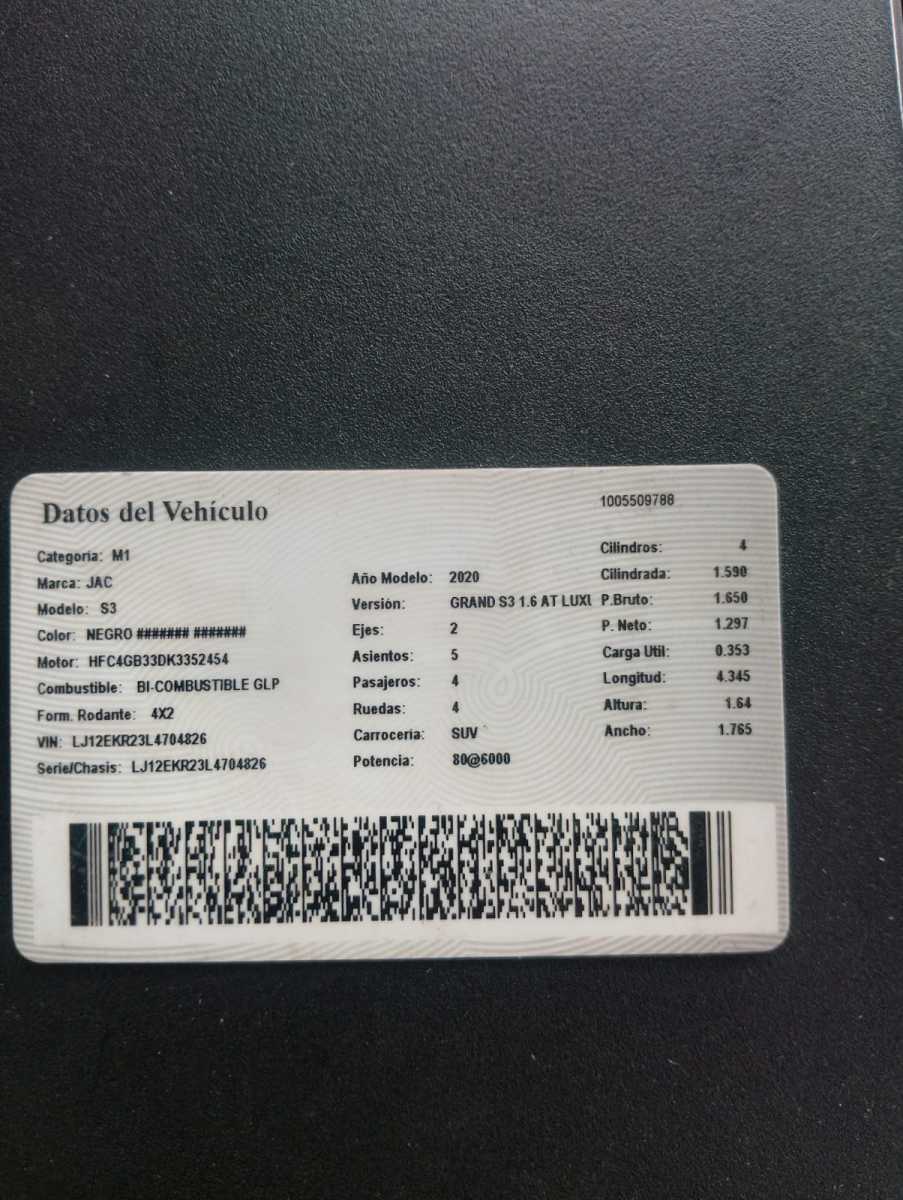 Datos del Vehículo
1005509788
Categoría: M1
Marca: JAC
Modelo: S3
Color: NEGRO ####### #######
Motor: HFC4GB33DK3352454
Combustible: BI-COMBUSTIBLE GLP
Form. Rodante: 4X2
VIN: LJ12EKR23L4704826
Serie/Chasis: LJ12EKR23L4704826
Año Modelo: 2020
Versión: GRAND S3 1.6 AT LUXU
Ejes: 2
Asientos: 5
Pasajeros: 4
Ruedas: 4
Carrocería: SUV
Potencia: 80@6000
Cilindros: 4
Cilindrada: 1.590
P.Bruto: 1.650
P. Neto: 1.297
Carga Util: 0.353
Longitud: 4.345
Altura: 1.64
Ancho: 1.765